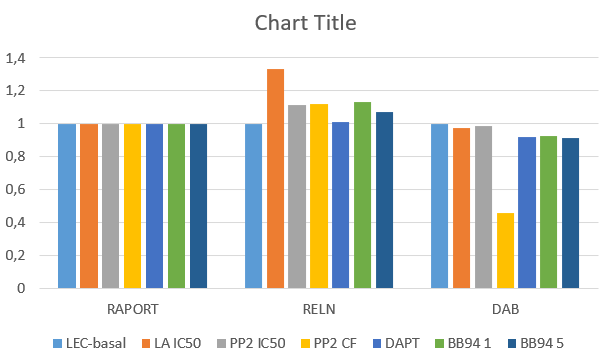 Chart Title
1,4
1,2
1
0,8
0,6
0,4
0,2
0
RAPORT RELN DAB
LEC-basal LA IC50 PP2 IC50 PP2 CF DAPT BB94 1 BB94 5